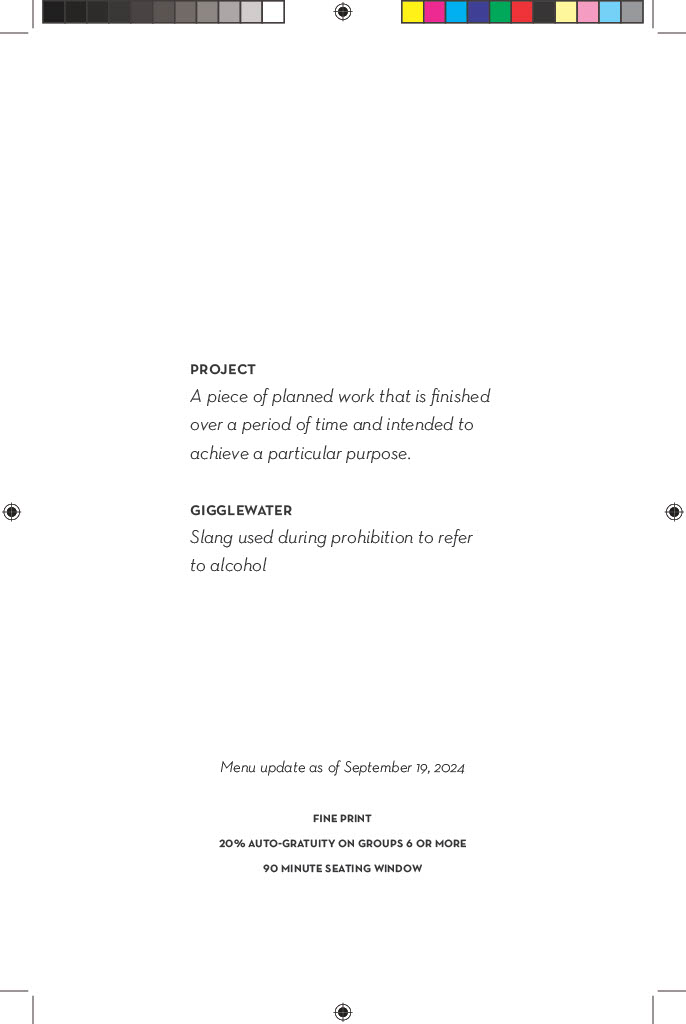 PROJECT
A piece of planned work that is finished
over a period of time and intended to
achieve a particular purpose.
GIGGLEWATER
Slang used during prohibition to refer
to alcohol
Menu update as of September 19, 2024
FINE PRINT
20% AUTO-GRATUITY ON GROUPS 6 OR MORE
90 MINUTE SEATING WINDOW